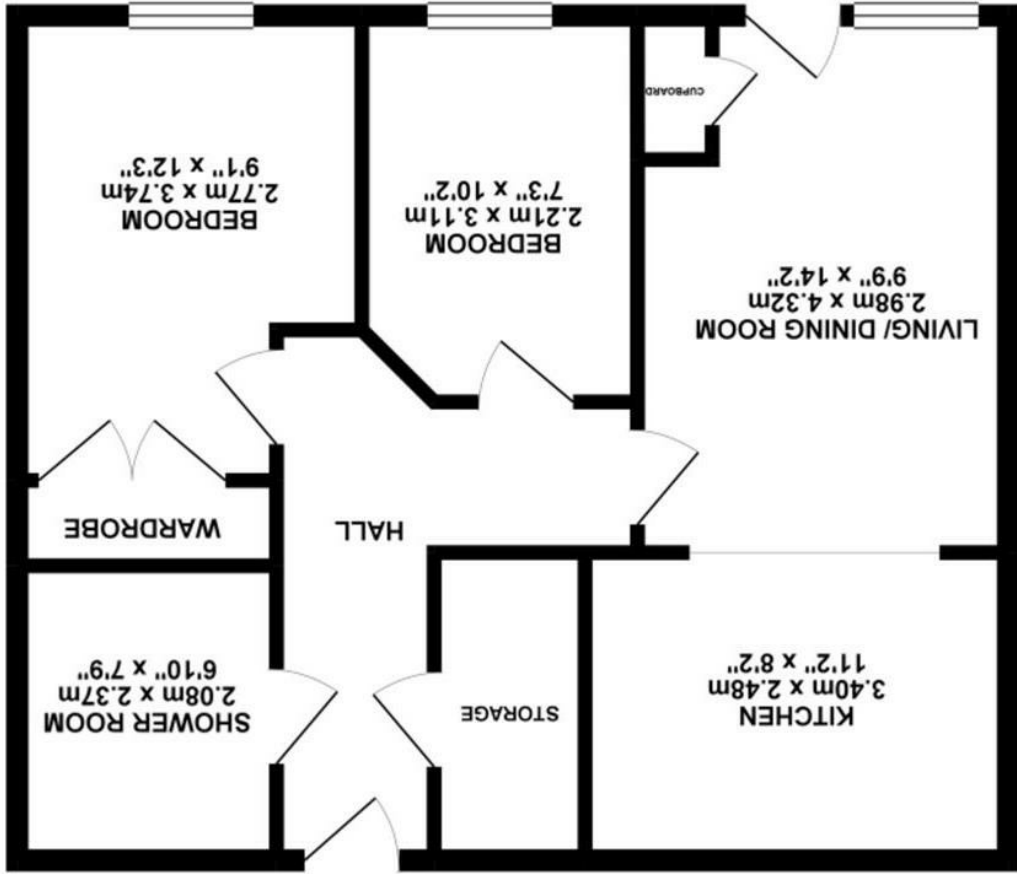 KITCHEN
3.40m x 2.48m
11'2" x 8'2"
STORAGE
SHOWER ROOM
2.08m x 2.37m
6'10" x 7'9"
HALL
WARDROBE
LIVING/ DINING ROOM
2.98m x 4.32m
9'9" x 14'2"
BEDROOM
2.21m x 3.11m
7'3" x 10'2"
BEDROOM
2.77m x 3.74m
9'1" x 12'3"
CUPBOARD